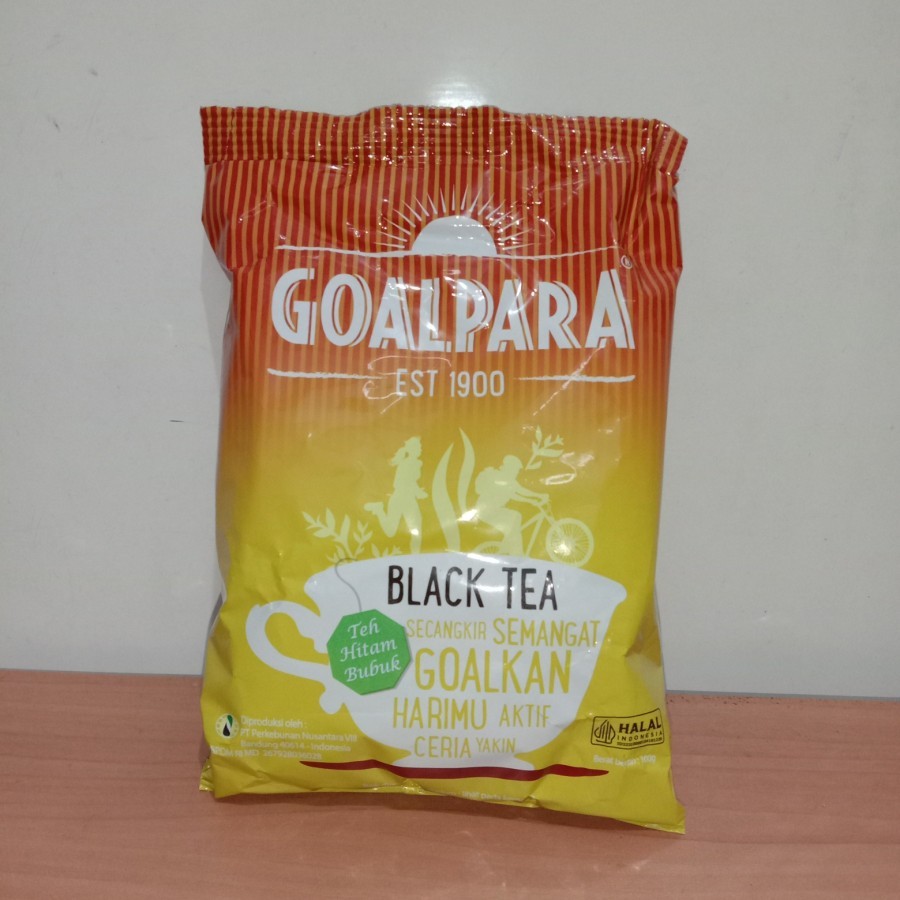 GOALPARA
EST 1900
BLACK TEA
Teh
Hitam
Bubuk
SECANGKIR SEMANGAT
GOALKAN
HARIMU AKTIF
CERIA YAKIN
Diproduksi oleh :
PT Perkebunan Nusantara VIII
Bandung 40614 - Indonesia
MD
HALAL
INDONESIA